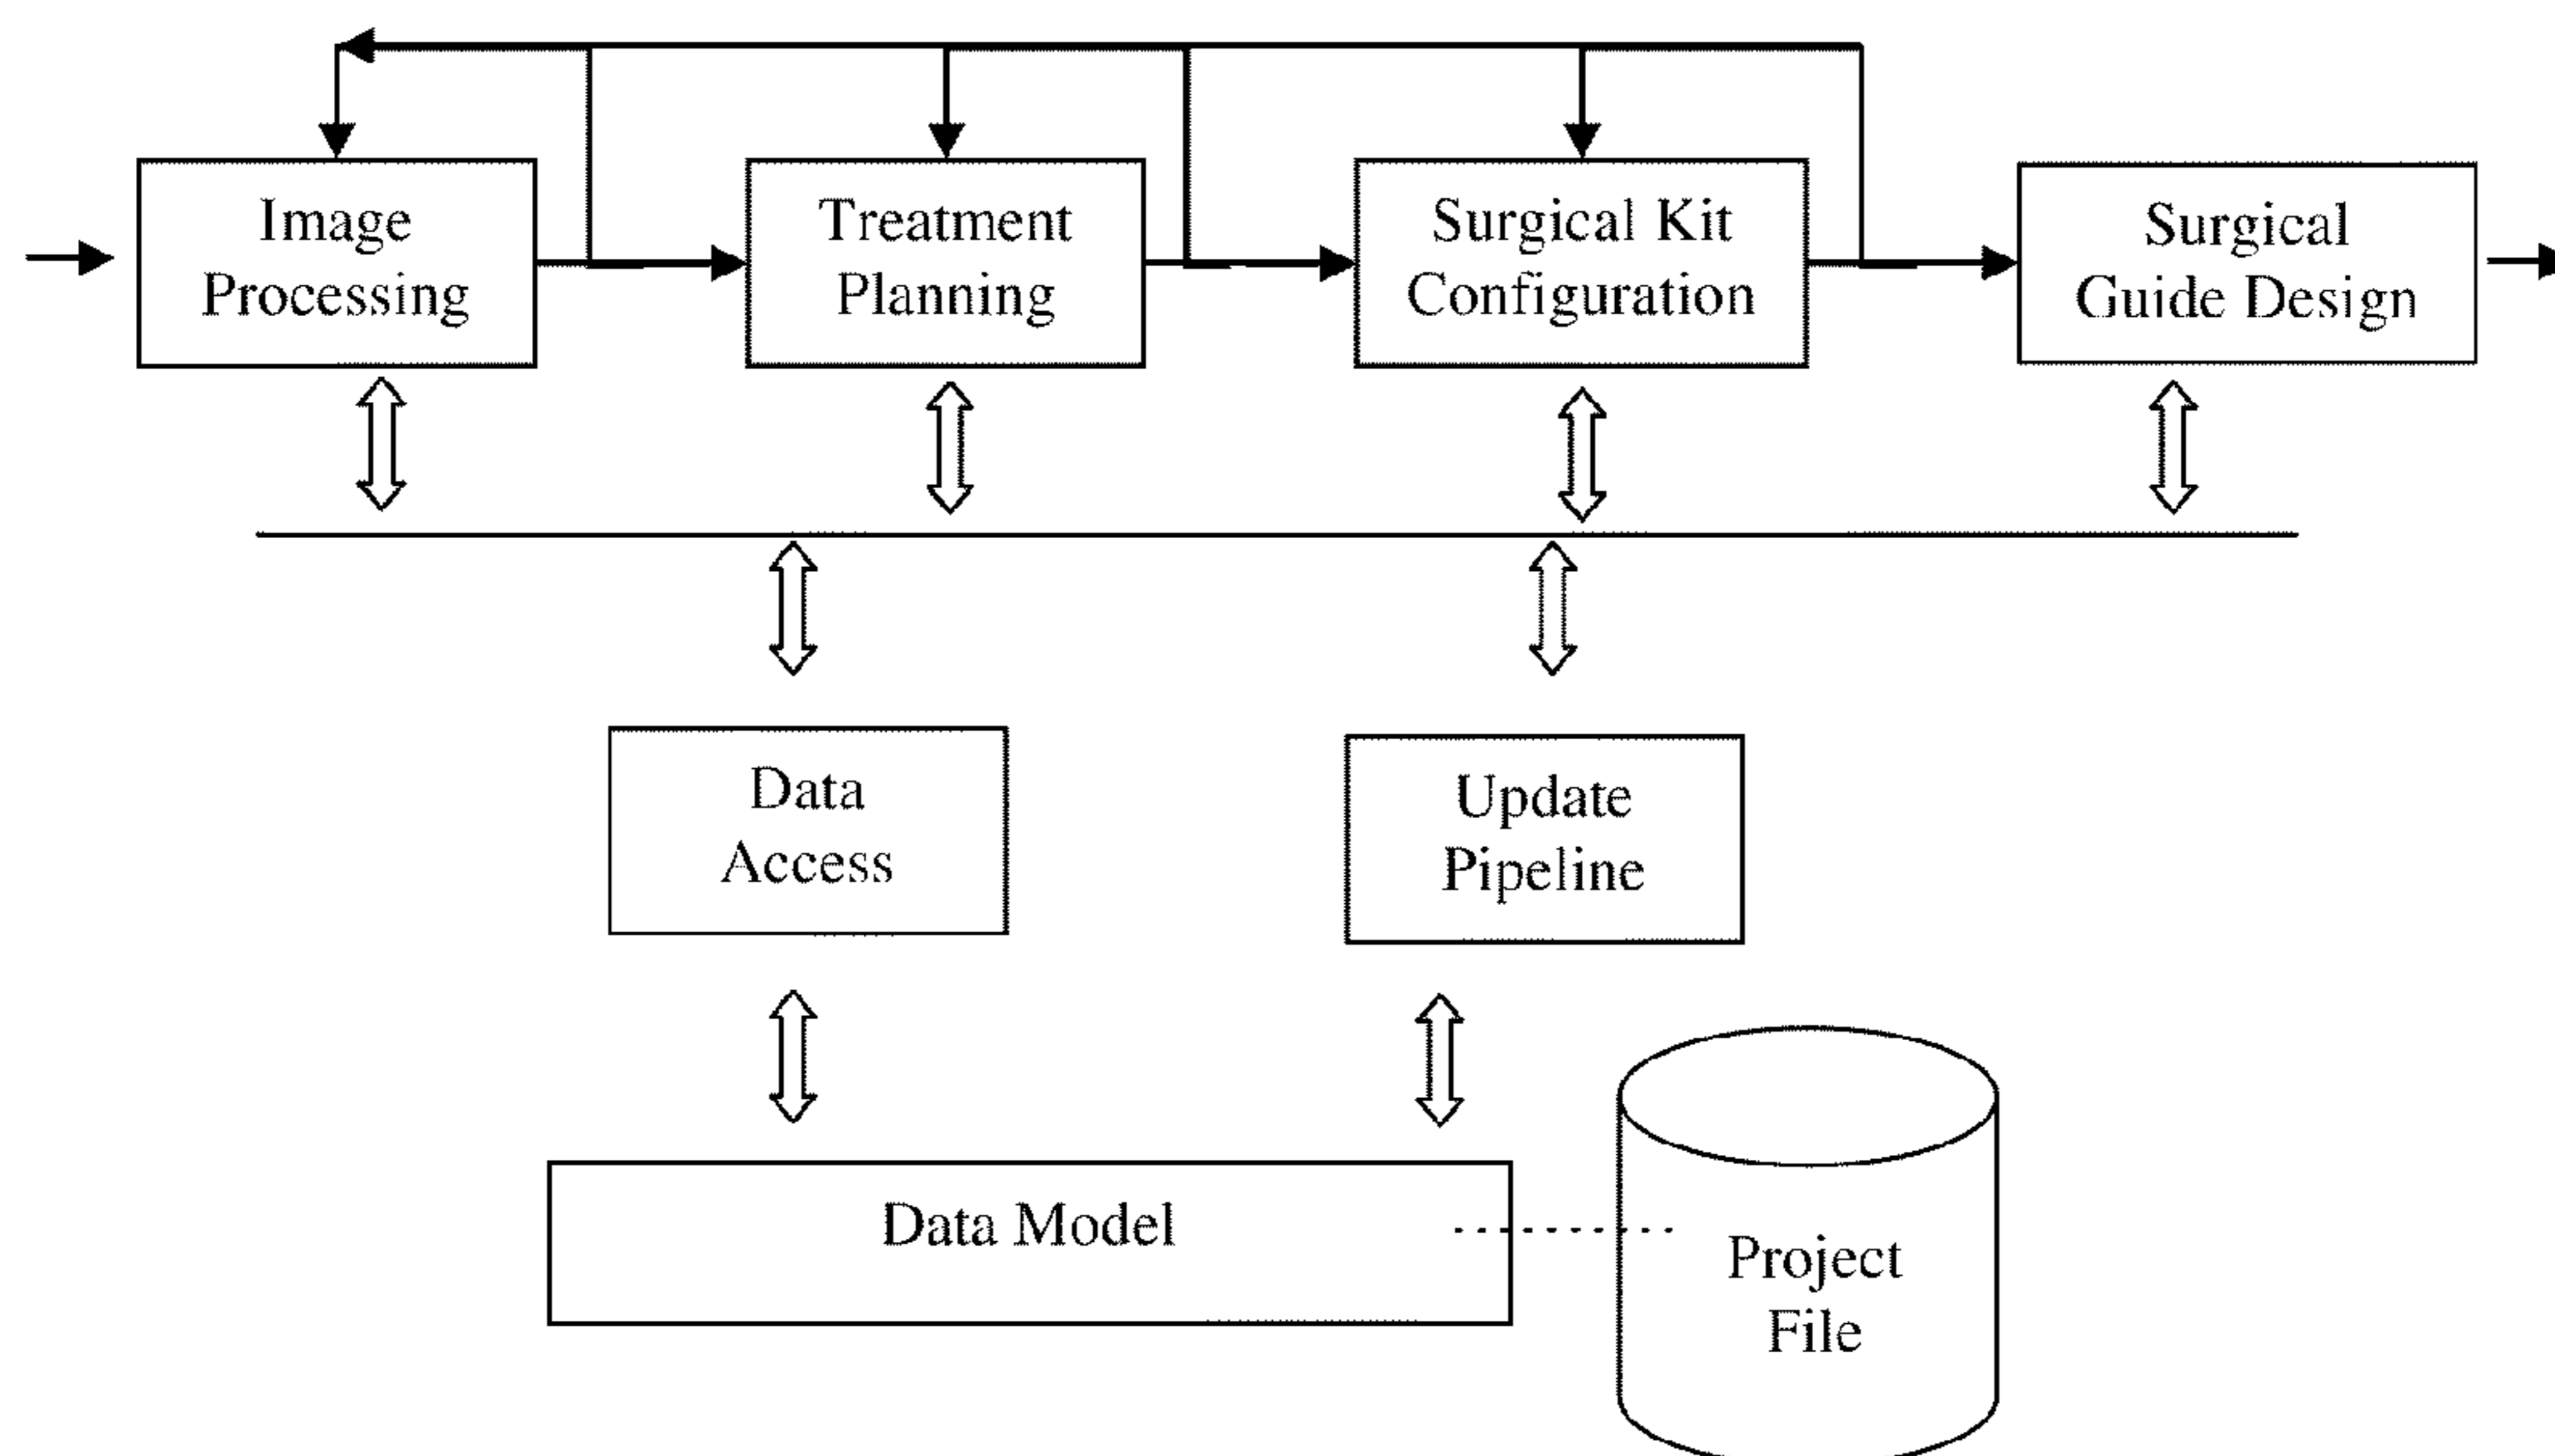 Image
Processing
Treatment
Planning
Surgical Kit
Configuration
Surgical
Guide Design
Data
Access
Update
Pipeline
Data Model
Project
File